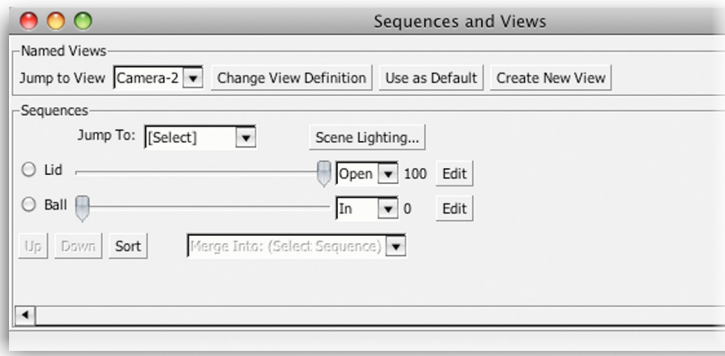 Sequences and Views
Named Views
Jump to View Camera-2 Change View Definition Use as Default Create New View
Sequences
Jump To: [Select] Scene Lighting...
Lid Open 100 Edit
Ball In 0 Edit
Up Down Sort Merge Into: (Select Sequence)